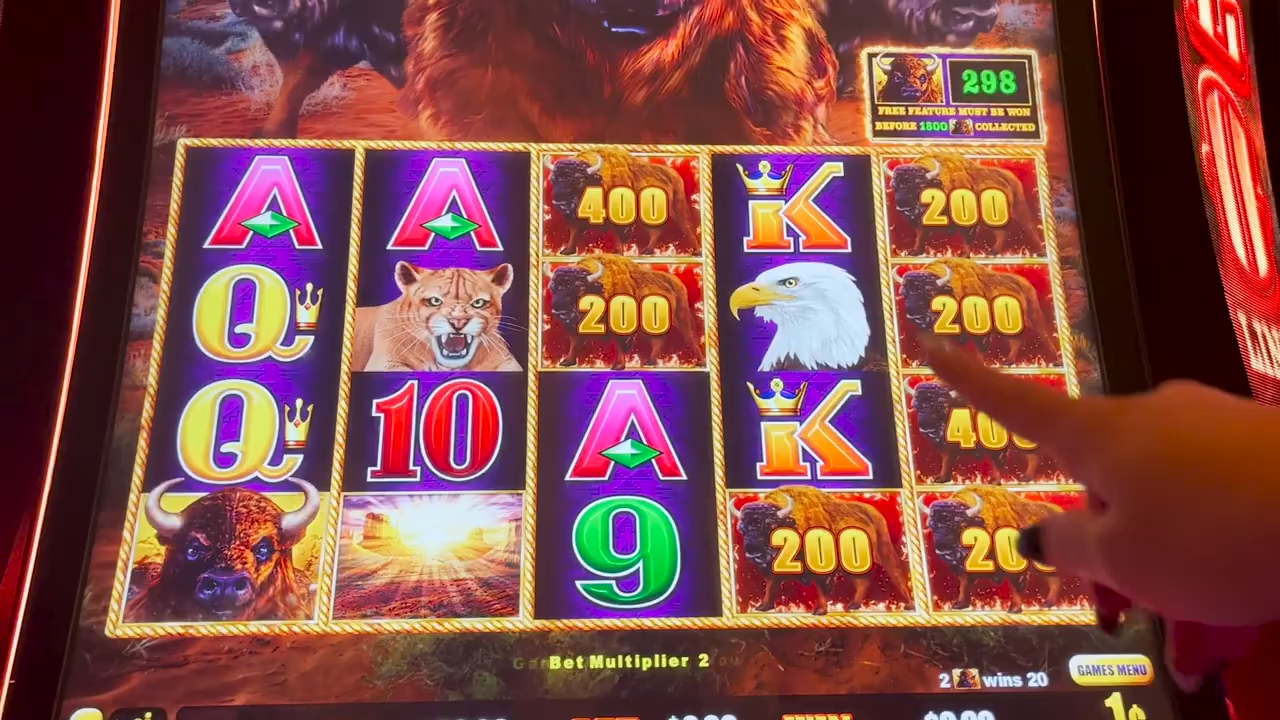 298
FREE FEATURE MUST BE WON
BEFORE 1800 COLLECTED
A A 400 K 200
Q 200 200
Q 10 A K
9 200
Bet Multiplier 2
2 wins 20
GAMES MENU
1¢